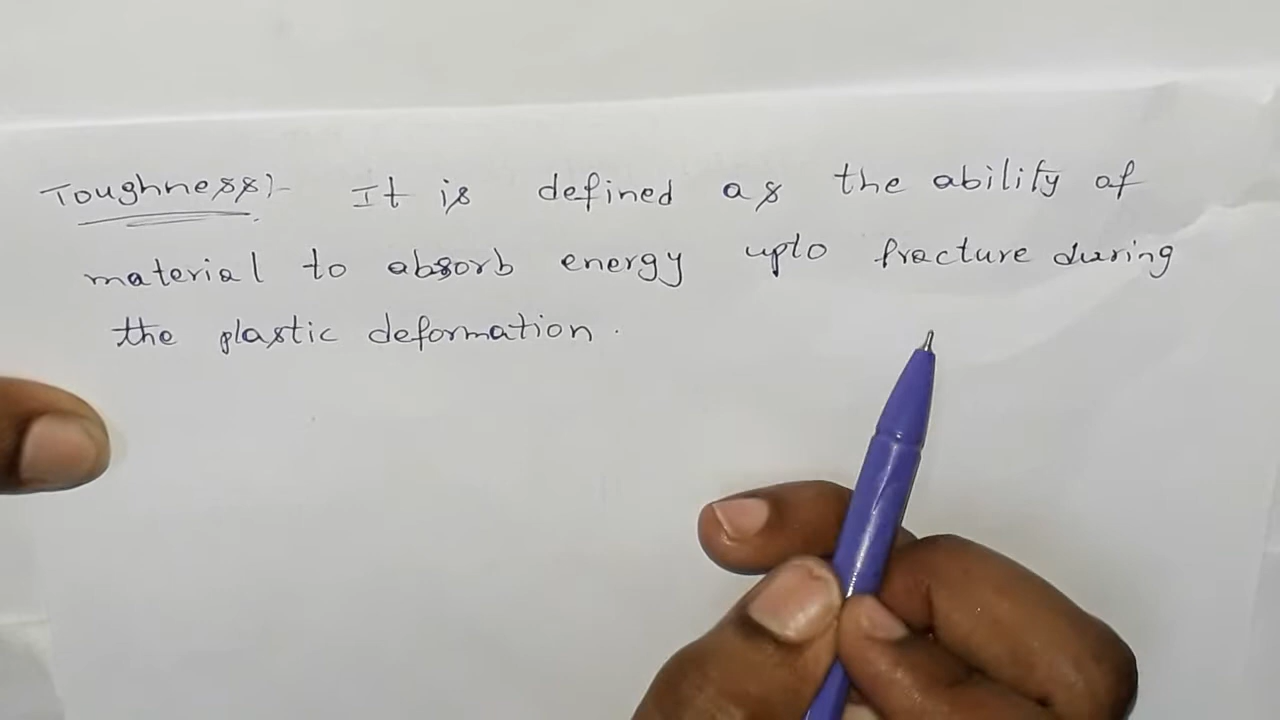 Toughness:- It is defined as the ability of
material to absorb energy upto fracture during
the plastic deformation.